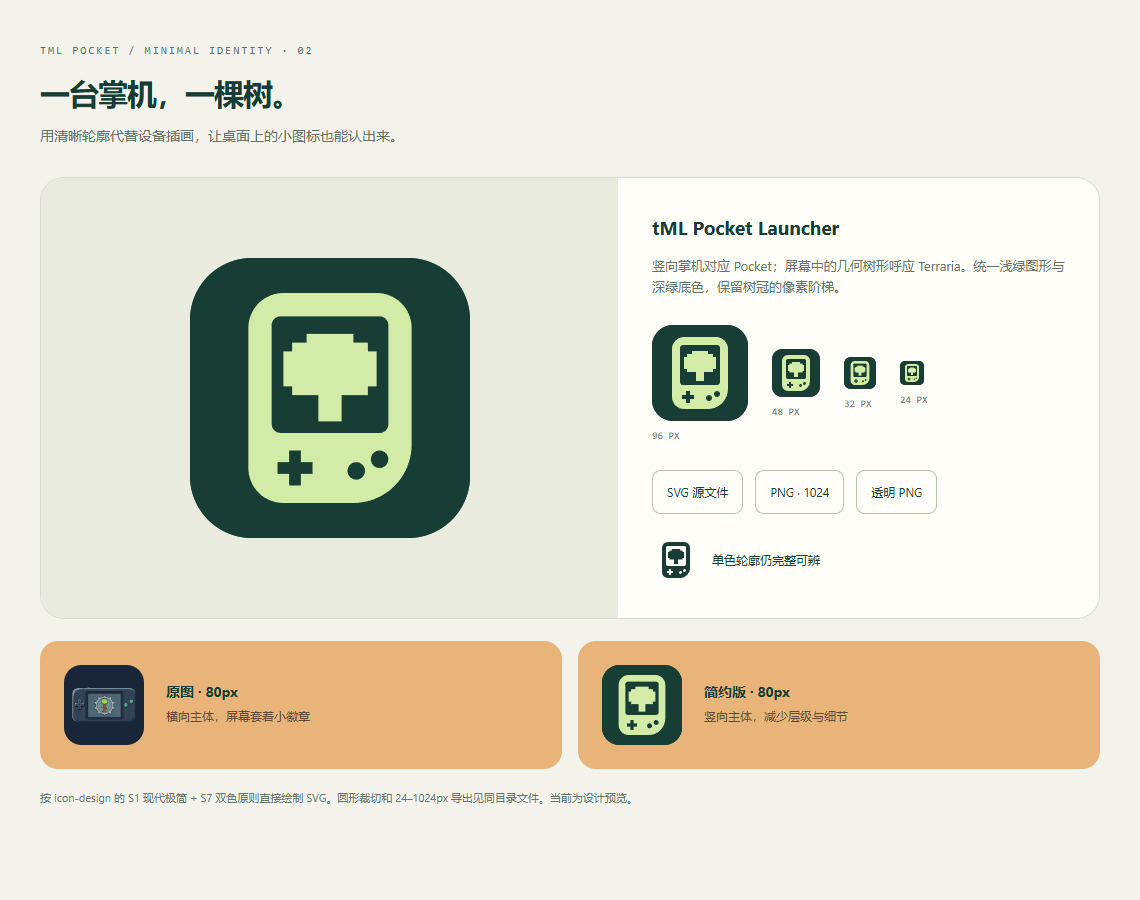 TML POCKET / MINIMAL IDENTITY · 02
一台掌机，一棵树。
用清晰轮廓代替设备插画，让桌面上的小图标也能认出来。
tML Pocket Launcher
竖向掌机对应 Pocket；屏幕中的几何树形呼应 Terraria。统一浅绿图形与
深绿底色，保留树冠的像素阶梯。
96 PX
48 PX
32 PX
24 PX
SVG 源文件
PNG · 1024
透明 PNG
单色轮廓仍完整可辨
原图 · 80px
横向主体，屏幕套着小徽章
简约版 · 80px
竖向主体，减少层级与细节
按 icon-design 的 S1 现代极简 + S7 双色原则直接绘制 SVG。圆形裁切和 24–1024px 导出见同目录文件。当前为设计预览。